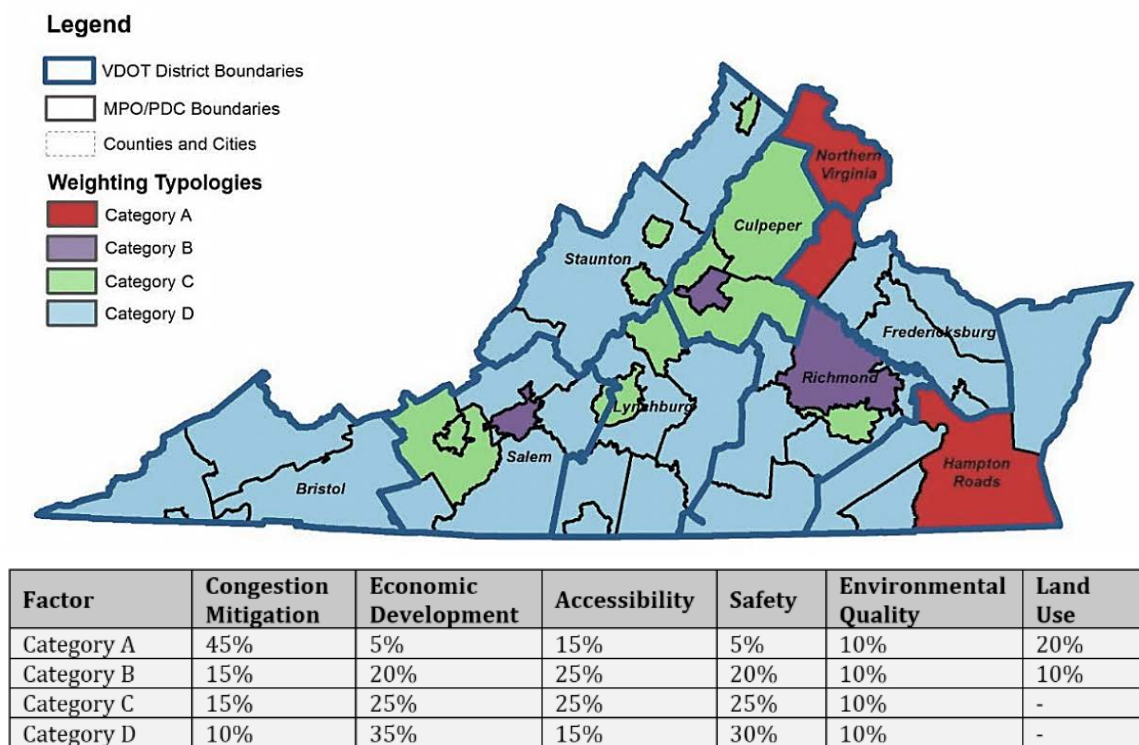 Legend
VDOT District Boundaries
MPO/PDC Boundaries
Counties and Cities
Weighting Typologies
Category A
Category B
Category C
Category D
Northern
Virginia
Culpeper
Staunton
Fredericksburg
Richmond
Lynchburg
Salem
Bristol
Hampton
Roads
Factor Congestion Mitigation Economic Development Accessibility Safety Environmental Quality Land Use
Category A 45% 5% 15% 5% 10% 20%
Category B 15% 20% 25% 20% 10% 10%
Category C 15% 25% 25% 25% 10% -
Category D 10% 35% 15% 30% 10% -